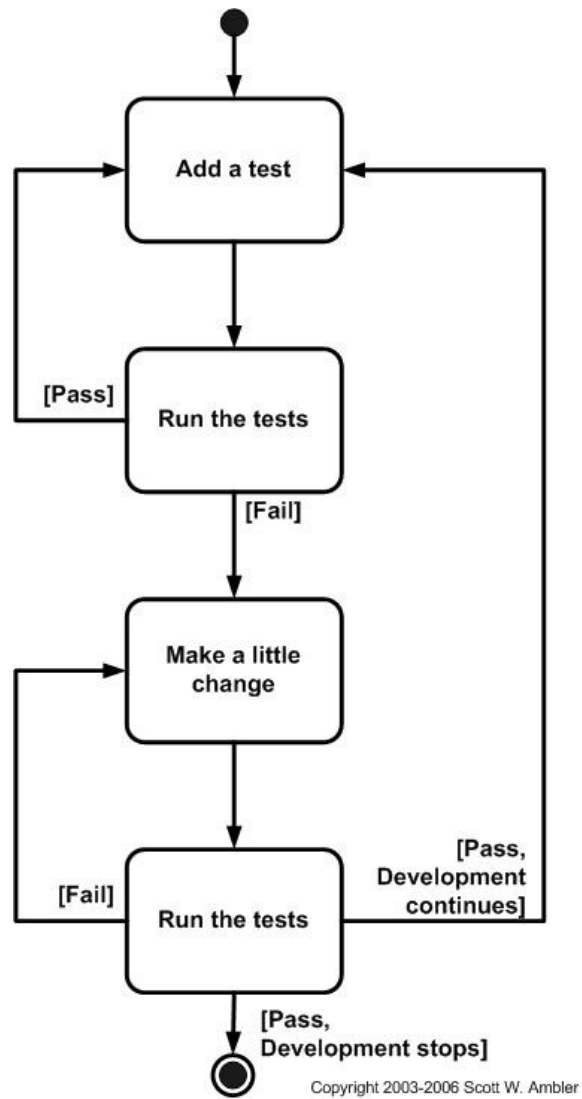 Add a test
[Pass]
Run the tests
[Fail]
Make a little
change
[Pass,
Development
continues]
[Fail]
Run the tests
[Pass,
Development stops]
Copyright 2003-2006 Scott W. Ambler